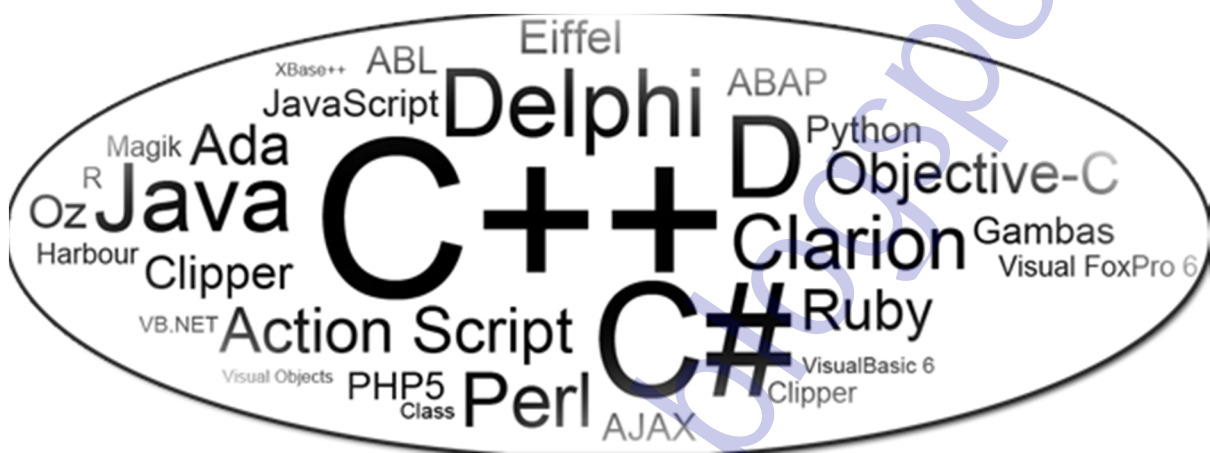 Eiffel
XBase++ ABL
JavaScript Delphi ABAP
Magik Ada D Python
R Java C++ Objective-C
Oz Clarion Gambas
Harbour Clipper Visual FoxPro 6
VB.NET Action Script C# Ruby
Visual Objects PHP5 VisualBasic 6
Class Perl Clipper
AJAX
blogspo